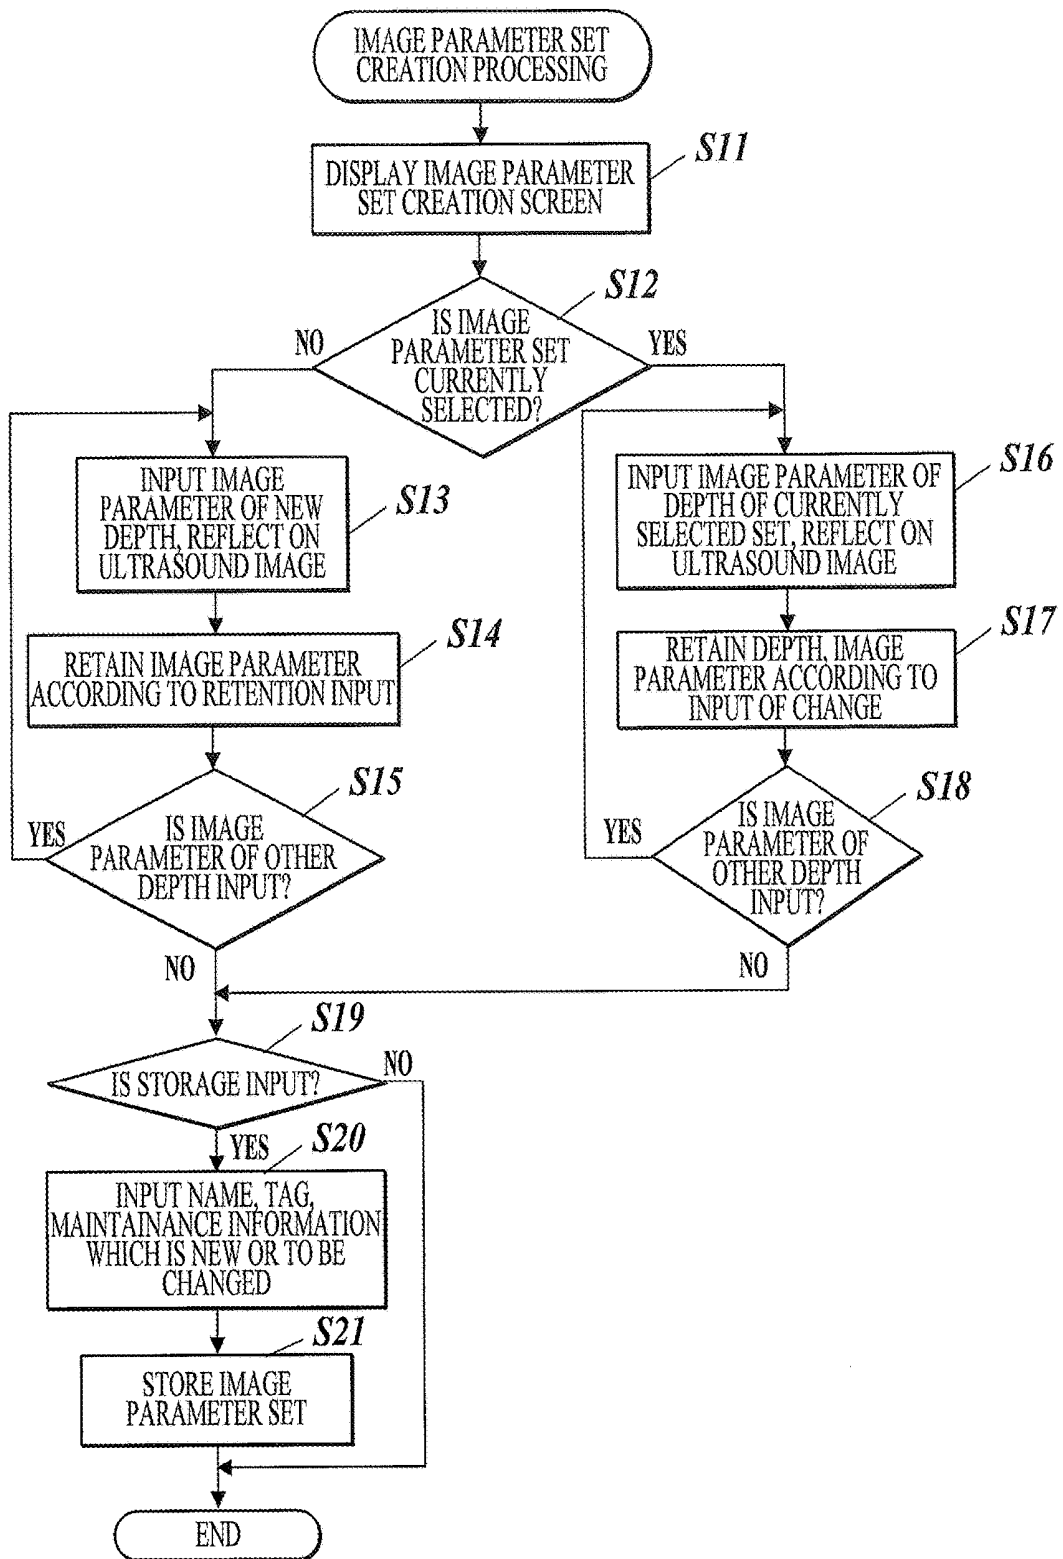 IMAGE PARAMETER SET
CREATION PROCESSING
S11
DISPLAY IMAGE PARAMETER
SET CREATION SCREEN
S12
IS IMAGE
PARAMETER SET
CURRENTLY
SELECTED?
NO
YES
INPUT IMAGE
PARAMETER OF NEW
DEPTH, REFLECT ON
ULTRASOUND IMAGE
S13
S14
RETAIN IMAGE PARAMETER
ACCORDING TO RETENTION INPUT
S15
YES
IS IMAGE
PARAMETER OF OTHER
DEPTH INPUT?
NO
S16
INPUT IMAGE PARAMETER OF
DEPTH OF CURRENTLY
SELECTED SET, REFLECT ON
ULTRASOUND IMAGE
S17
RETAIN DEPTH, IMAGE
PARAMETER ACCORDING TO
INPUT OF CHANGE
S18
YES
IS IMAGE
PARAMETER OF
OTHER DEPTH
INPUT?
NO
S19
IS STORAGE INPUT?
NO
YES
S20
INPUT NAME, TAG,
MAINTAINANCE INFORMATION
WHICH IS NEW OR TO BE
CHANGED
S21
STORE IMAGE
PARAMETER SET
END